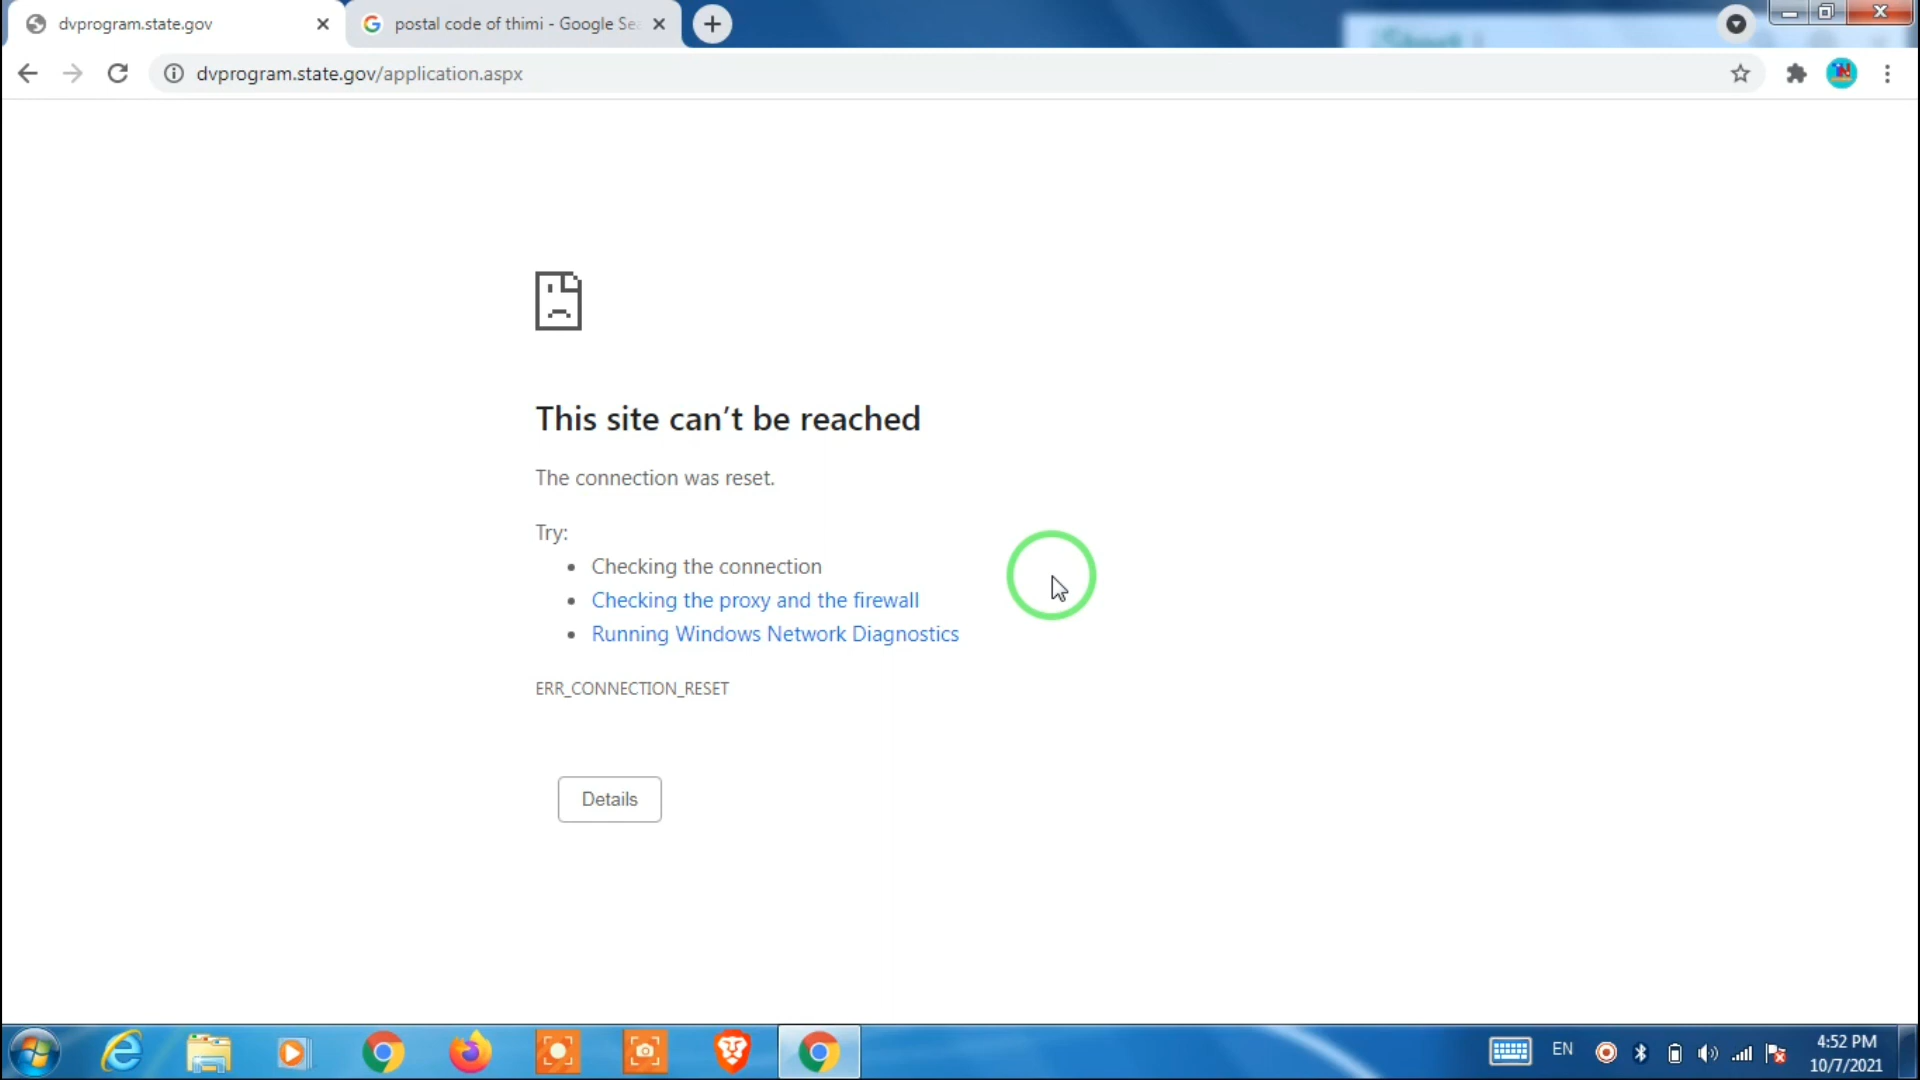 dvprogram.state.gov
postal code of thimi - Google Se
dvprogram.state.gov/application.aspx
This site can't be reached
The connection was reset.
Try:
Checking the connection
Checking the proxy and the firewall
Running Windows Network Diagnostics
ERR_CONNECTION_RESET
Details
EN
4:52 PM
10/7/2021